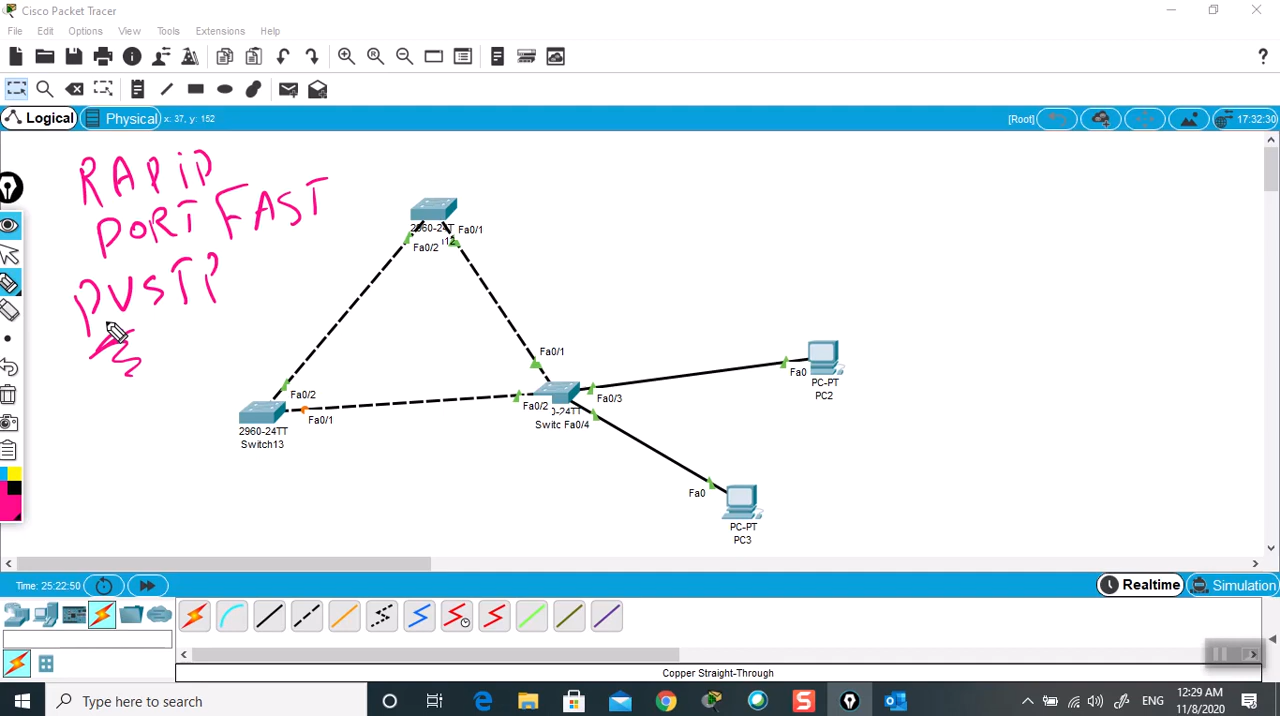 Cisco Packet Tracer
File Edit Options View Tools Extensions Help
Logical Physical x: 37, y: 152 [Root] 17:32:30
RAPID
PORT FAST
PVSTP
Fa0/1
Fa0/2
Fa0/1
Fa0/2
Fa0/1
2960-24TT
Switch13
Fa0/2
Fa0/3
Fa0/4
Fa0
PC-PT
PC2
Fa0
PC-PT
PC3
Time: 25:22:50 Realtime Simulation
Copper Straight-Through
Type here to search
ENG
12:29 AM
11/8/2020